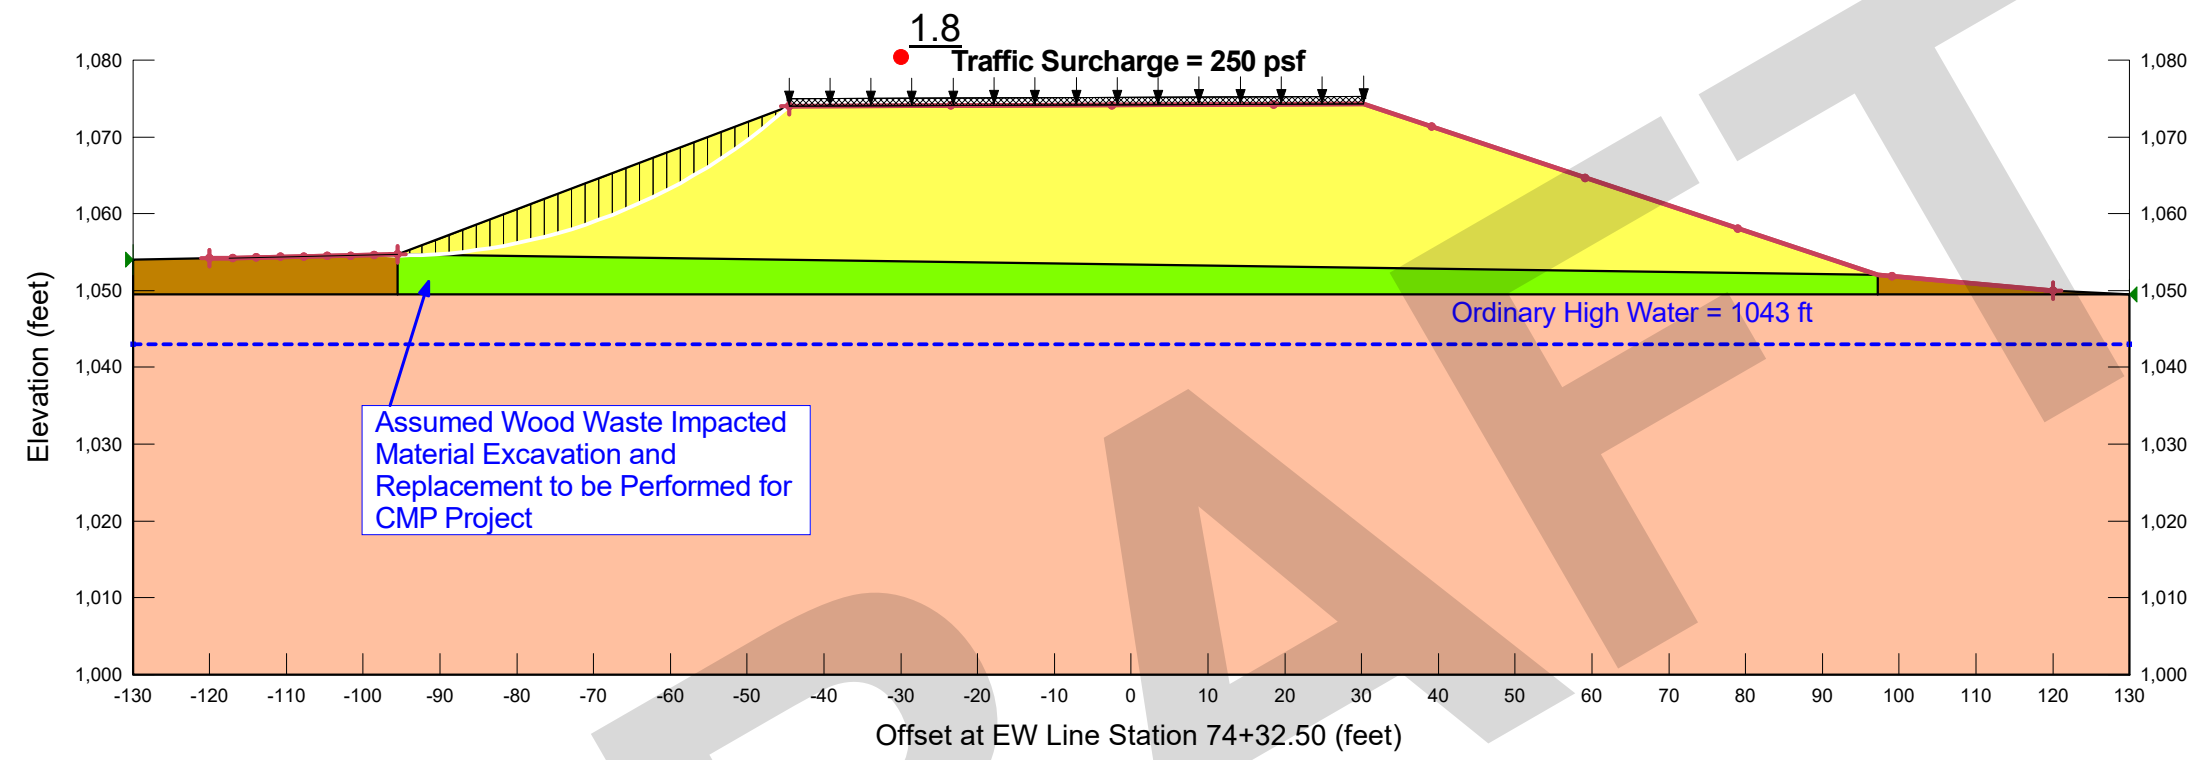 1.8
Traffic Surcharge = 250 psf
1,080
1,080
1,070
1,070
1,060
1,060
1,050
1,050
Ordinary High Water = 1043 ft
1,040
1,040
Assumed Wood Waste Impacted
Material Excavation and
Replacement to be Performed for
CMP Project
1,030
1,030
1,020
1,020
1,010
1,010
1,000
1,000
Elevation (feet)
-130 -120 -110 -100 -90 -80 -70 -60 -50 -40 -30 -20 -10 0 10 20 30 40 50 60 70 80 90 100 110 120 130
Offset at EW Line Station 74+32.50 (feet)
DRAFT